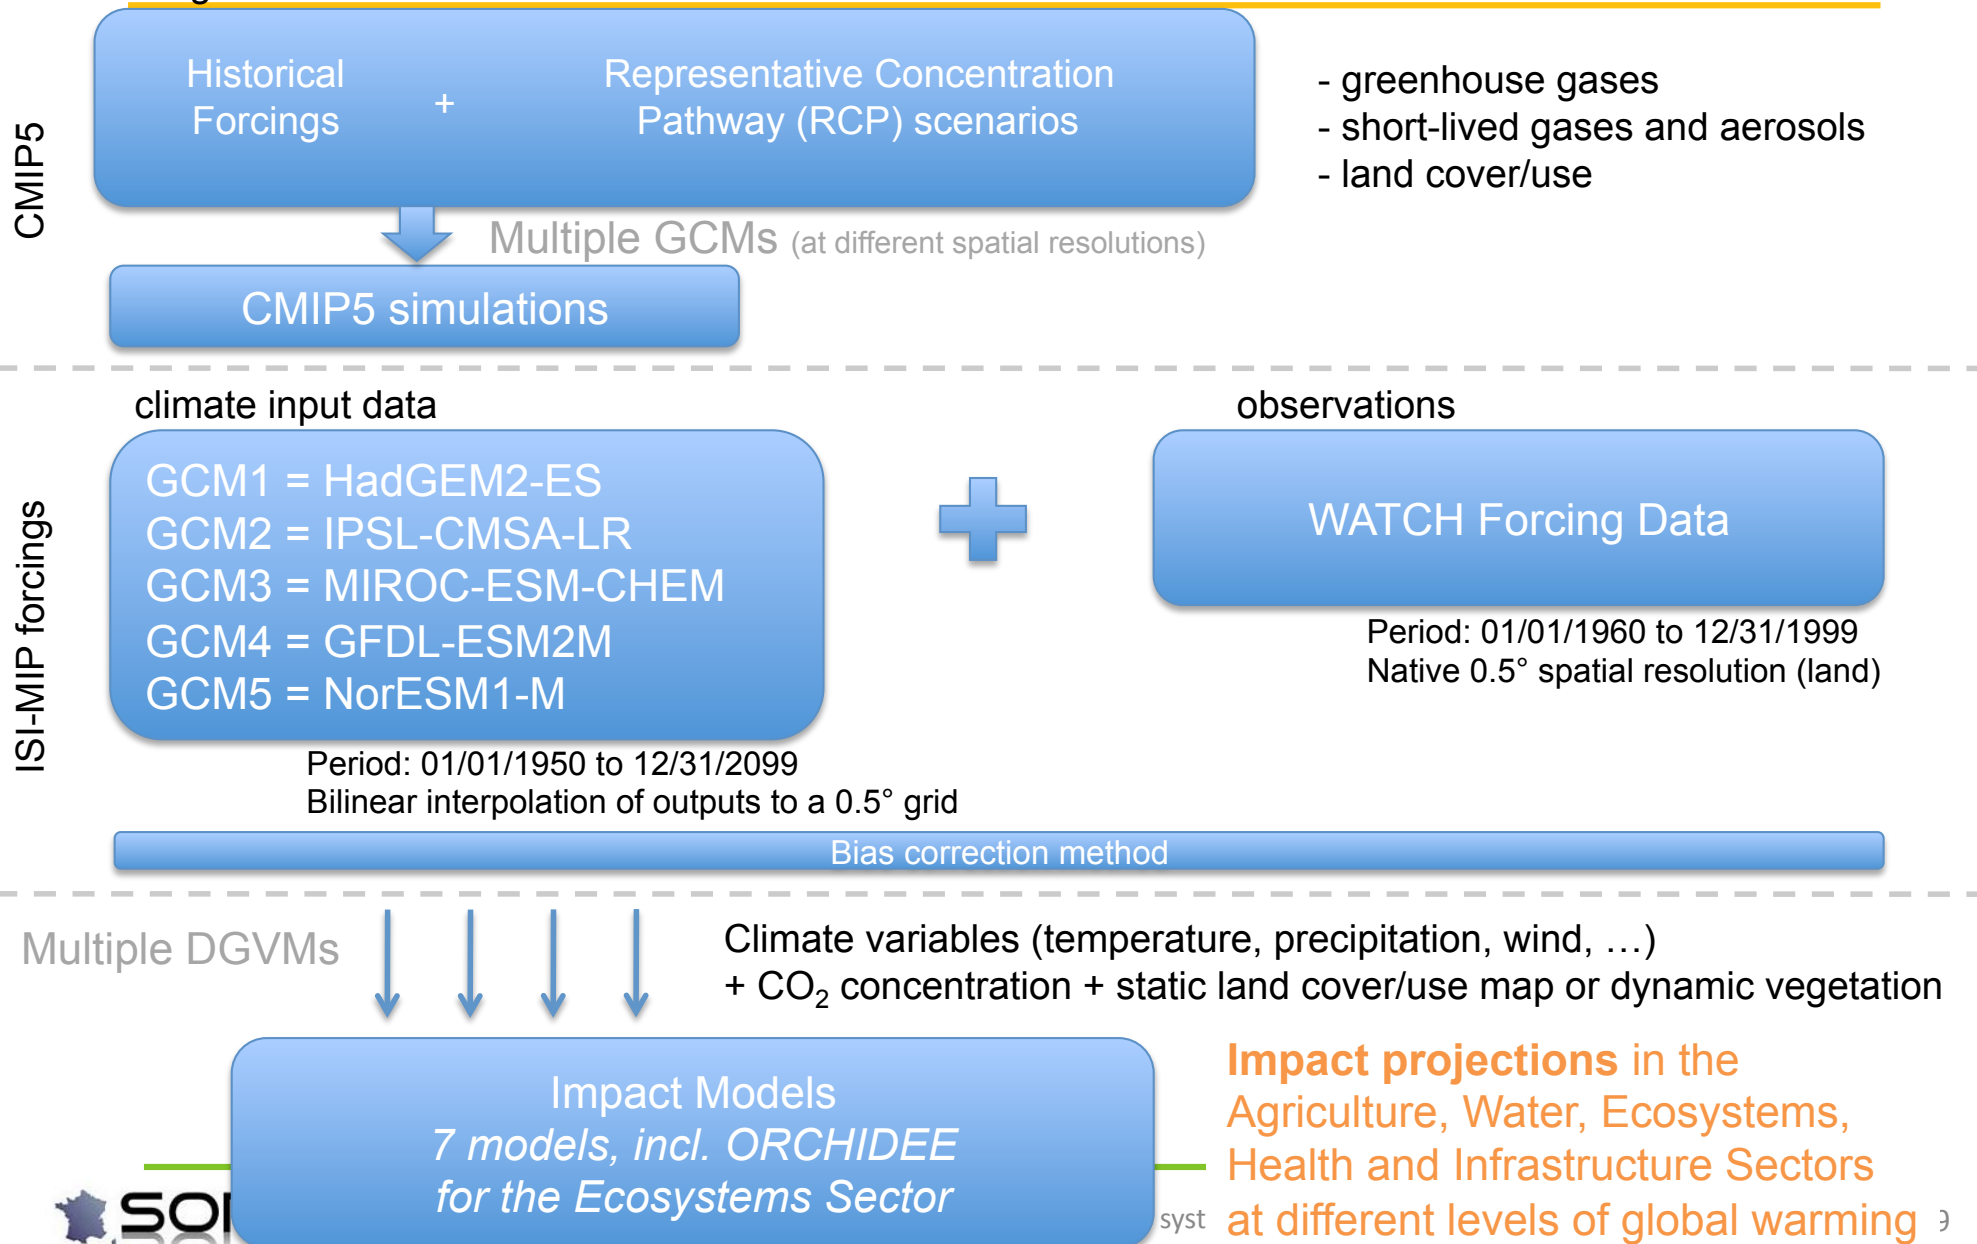 CMIP5
Historical
Forcings
+
Representative Concentration
Pathway (RCP) scenarios
- greenhouse gases
- short-lived gases and aerosols
- land cover/use
Multiple GCMs (at different spatial resolutions)
CMIP5 simulations
ISI-MIP forcings
climate input data
GCM1 = HadGEM2-ES
GCM2 = IPSL-CMSA-LR
GCM3 = MIROC-ESM-CHEM
GCM4 = GFDL-ESM2M
GCM5 = NorESM1-M
Period: 01/01/1950 to 12/31/2099
Bilinear interpolation of outputs to a 0.5° grid
observations
WATCH Forcing Data
Period: 01/01/1960 to 12/31/1999
Native 0.5° spatial resolution (land)
Bias correction method
Multiple DGVMs
Climate variables (temperature, precipitation, wind, …)
+ CO₂ concentration + static land cover/use map or dynamic vegetation
Impact Models
7 models, incl. ORCHIDEE
for the Ecosystems Sector
Impact projections in the
Agriculture, Water, Ecosystems,
Health and Infrastructure Sectors
at different levels of global warming
syst